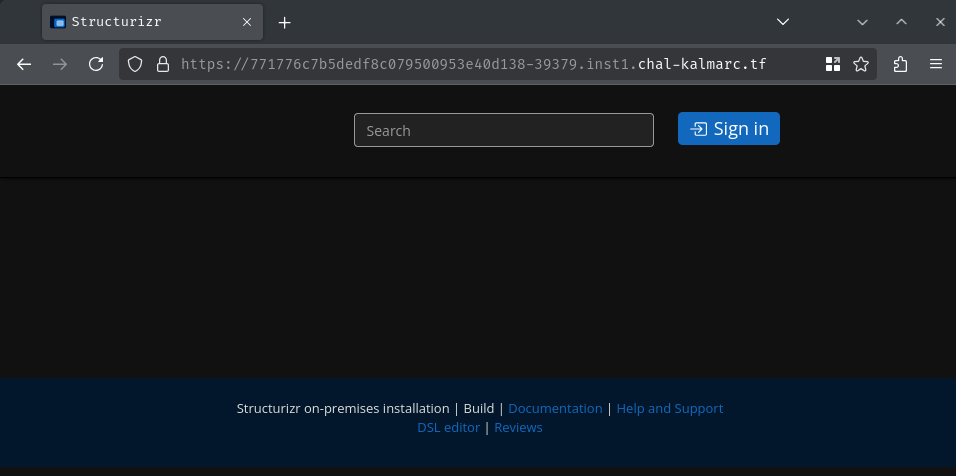 Structurizr
https://771776c7b5dedf8c079500953e40d138-39379.inst1.chal-kalmarc.tf
Search
Sign in
Structurizr on-premises installation | Build | Documentation | Help and Support
DSL editor | Reviews